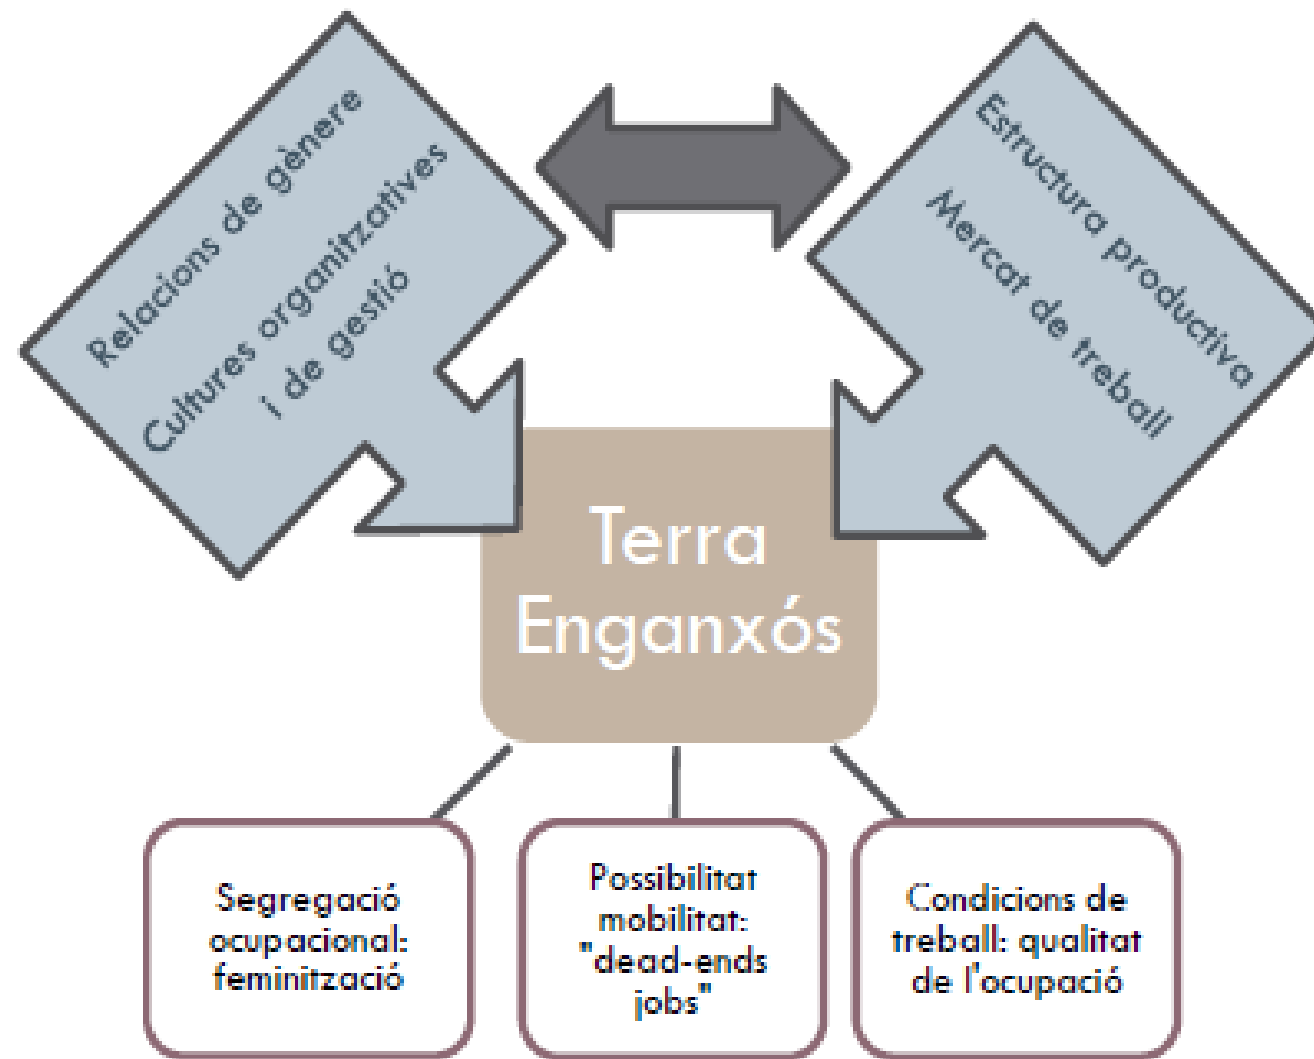 Relacions de gènere
Cultures organitzatives
i de gestió
Estructura productiva
Mercat de treball
Terra
Enganxós
Segregació
ocupacional:
feminització
Possibilitat
mobilitat:
"dead-ends
jobs"
Condicions de
treball: qualitat
de l'ocupació